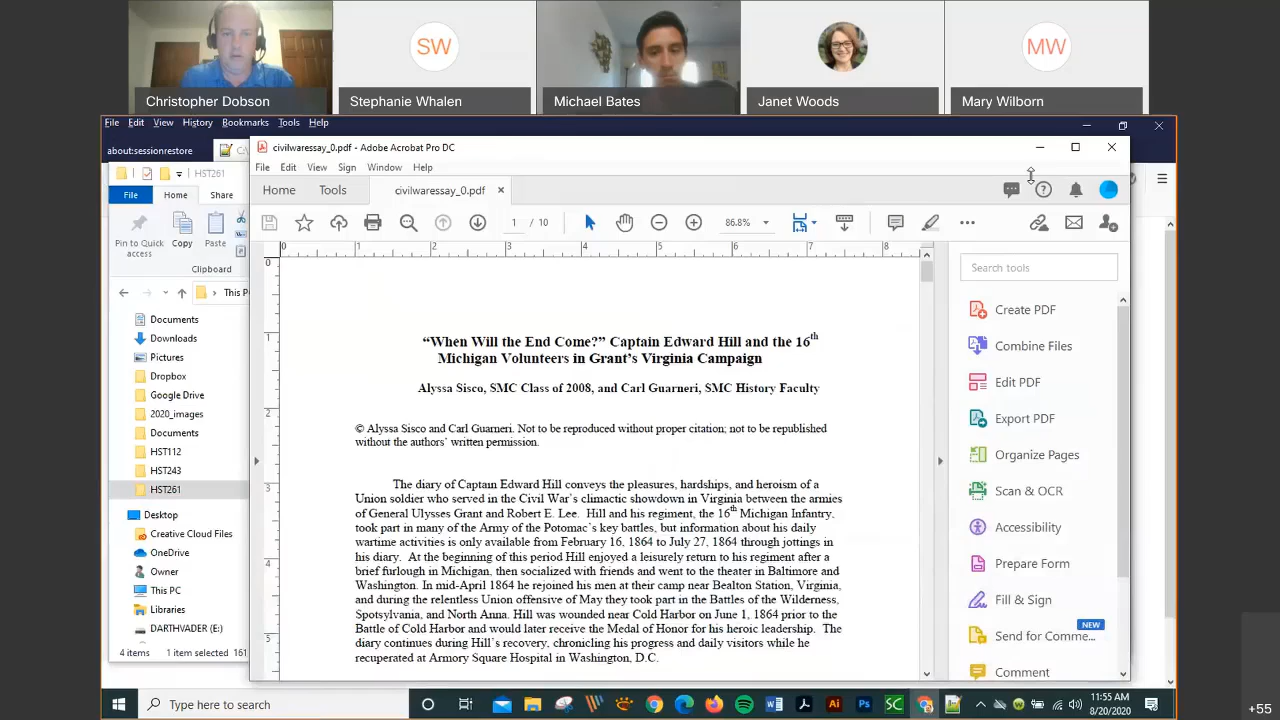 SW
MW
Christopher Dobson
Stephanie Whalen
Michael Bates
Janet Woods
Mary Wilborn
File Edit View History Bookmarks Tools Help
about:sessionrestore
civilwaressay_0.pdf - Adobe Acrobat Pro DC
File Edit View Sign Window Help
HST261
Home Tools civilwaressay_0.pdf
File Home Share
1 / 10 86.8%
Pin to Quick access
Copy
Paste
Clipboard
This P
0 1 2 3 4 5 6 7 8
0
1
2
3
4
5
“When Will the End Come?” Captain Edward Hill and the 16th
Michigan Volunteers in Grant’s Virginia Campaign
Alyssa Sisco, SMC Class of 2008, and Carl Guarneri, SMC History Faculty
© Alyssa Sisco and Carl Guarneri. Not to be reproduced without proper citation; not to be republished
without the authors’ written permission.
The diary of Captain Edward Hill conveys the pleasures, hardships, and heroism of a
Union soldier who served in the Civil War’s climactic showdown in Virginia between the armies
of General Ulysses Grant and Robert E. Lee. Hill and his regiment, the 16th Michigan Infantry,
took part in many of the Army of the Potomac’s key battles, but information about his daily
wartime activities is only available from February 16, 1864 to July 27, 1864 through jottings in
his diary. At the beginning of this period Hill enjoyed a leisurely return to his regiment after a
brief furlough in Michigan, then socialized with friends and went to the theater in Baltimore and
Washington. In mid-April 1864 he rejoined his men at their camp near Bealton Station, Virginia,
and during the relentless Union offensive of May they took part in the Battles of the Wilderness,
Spotsylvania, and North Anna. Hill was wounded near Cold Harbor on June 1, 1864 prior to the
Battle of Cold Harbor and would later receive the Medal of Honor for his heroic leadership. The
diary continues during Hill’s recovery, chronicling his progress and daily visitors while he
recuperated at Armory Square Hospital in Washington, D.C.
Documents
Downloads
Pictures
Dropbox
Google Drive
2020_images
Documents
HST112
HST243
HST261
Desktop
Creative Cloud Files
OneDrive
Owner
This PC
Libraries
DARTHVADER (E:)
4 items 1 item selected 161
Search tools
Create PDF
Combine Files
Edit PDF
Export PDF
Organize Pages
Scan & OCR
Accessibility
Prepare Form
Fill & Sign
NEW
Send for Comme...
Comment
Type here to search
11:55 AM
8/20/2020
+55